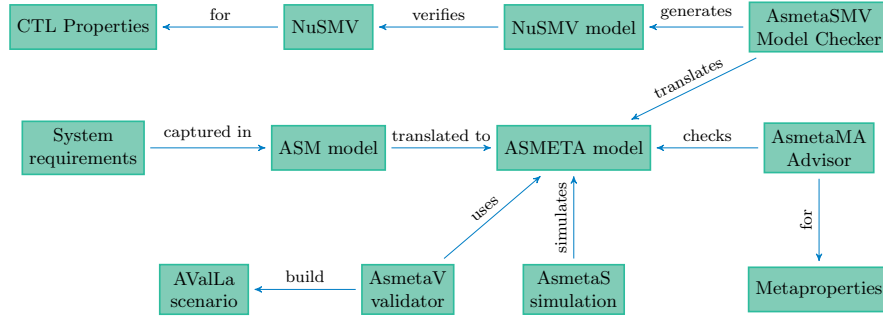 CTL Properties
for
NuSMV
verifies
NuSMV model
generates
AsmetaSMV
Model Checker
translates
System
requirements
captured in
ASM model
translated to
ASMETA model
checks
AsmetaMA
Advisor
uses
simulates
for
AValLa
scenario
build
AsmetaV
validator
AsmetaS
simulation
Metaproperties